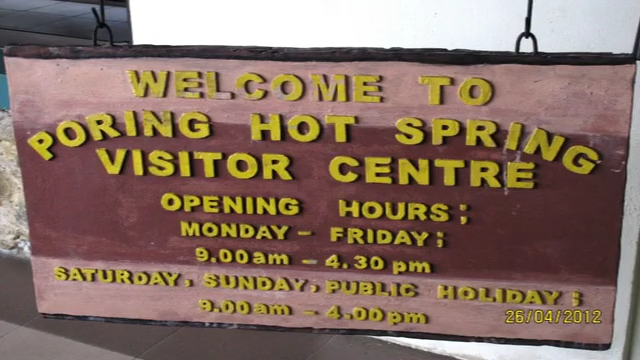 WELCOME TO
PORING HOT SPRING
VISITOR CENTRE
OPENING HOURS;
MONDAY - FRIDAY;
9.00am - 4.30 pm
SATURDAY, SUNDAY, PUBLIC HOLIDAY;
9.00am - 4.00pm
26/04/2012